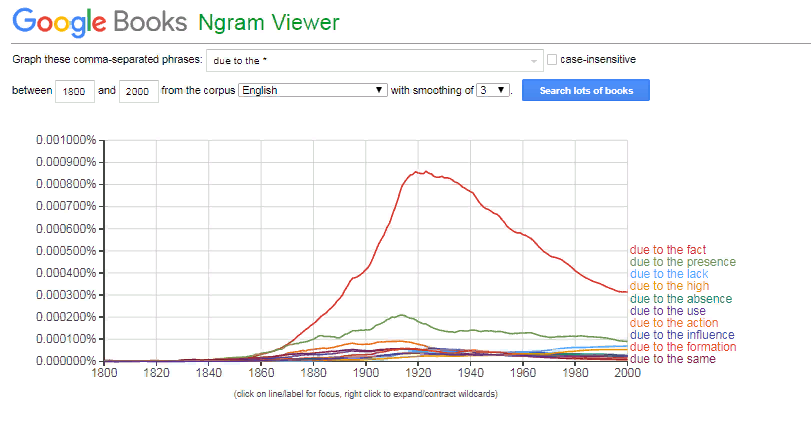 Google Books Ngram Viewer
Graph these comma-separated phrases: due to the * case-insensitive
between 1800 and 2000 from the corpus English with smoothing of 3 . Search lots of books
0.001000%
0.000900%
0.000800%
0.000700%
0.000600%
0.000500%
0.000400%
0.000300%
0.000200%
0.000100%
0.000000%
1800 1820 1840 1860 1880 1900 1920 1940 1960 1980 2000
due to the fact
due to the presence
due to the lack
due to the high
due to the absence
due to the use
due to the action
due to the influence
due to the formation
due to the same
(click on line/label for focus, right click to expand/contract wildcards)